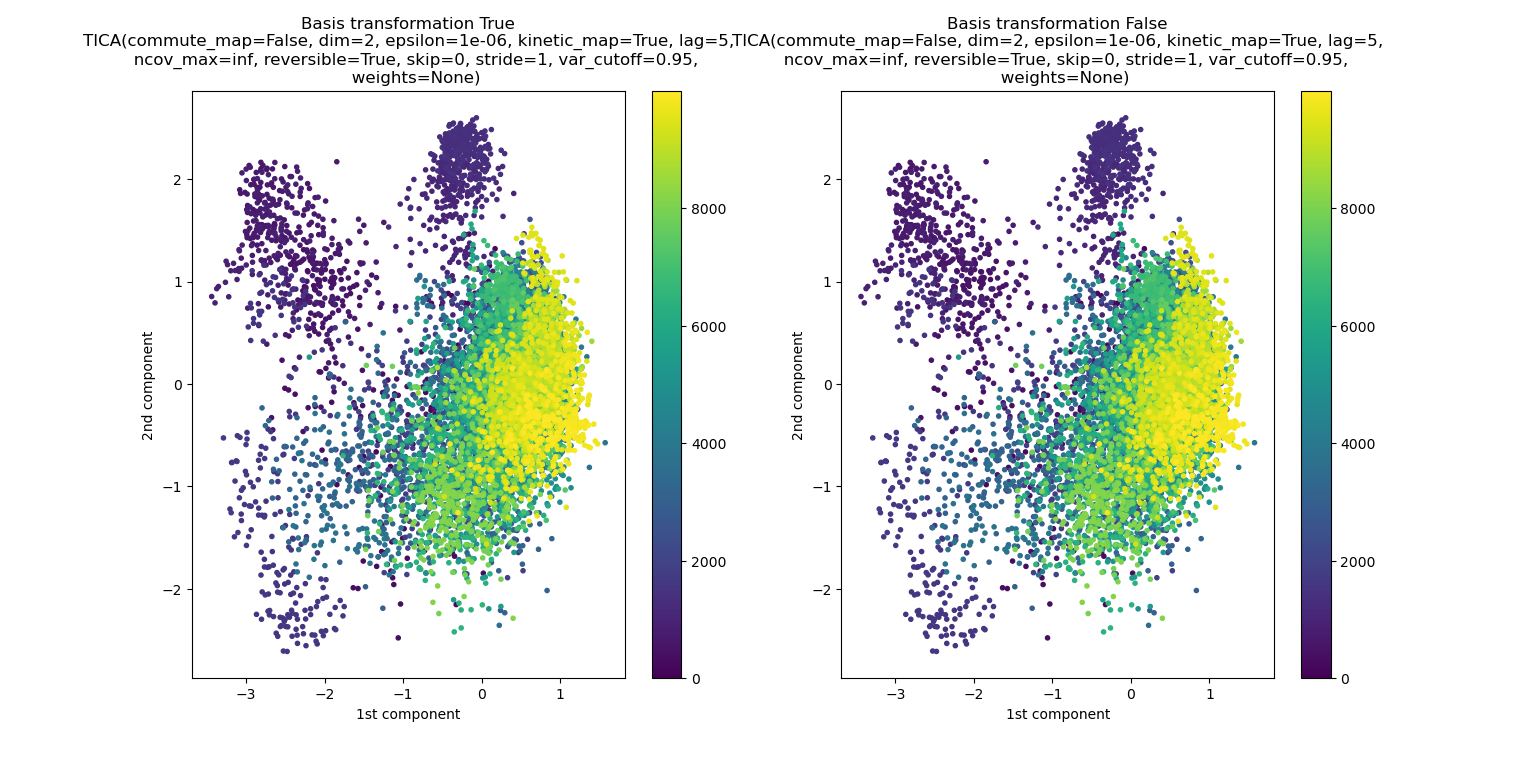 Basis transformation True
TICA(commute_map=False, dim=2, epsilon=1e-06, kinetic_map=True, lag=5,
ncov_max=inf, reversible=True, skip=0, stride=1, var_cutoff=0.95,
weights=None)
2
1
0
−1
−2
2nd component
−3
−2
−1
0
1
1st component
8000
6000
4000
2000
0
Basis transformation False
TICA(commute_map=False, dim=2, epsilon=1e-06, kinetic_map=True, lag=5,
ncov_max=inf, reversible=True, skip=0, stride=1, var_cutoff=0.95,
weights=None)
2
1
0
−1
−2
2nd component
−3
−2
−1
0
1
1st component
8000
6000
4000
2000
0